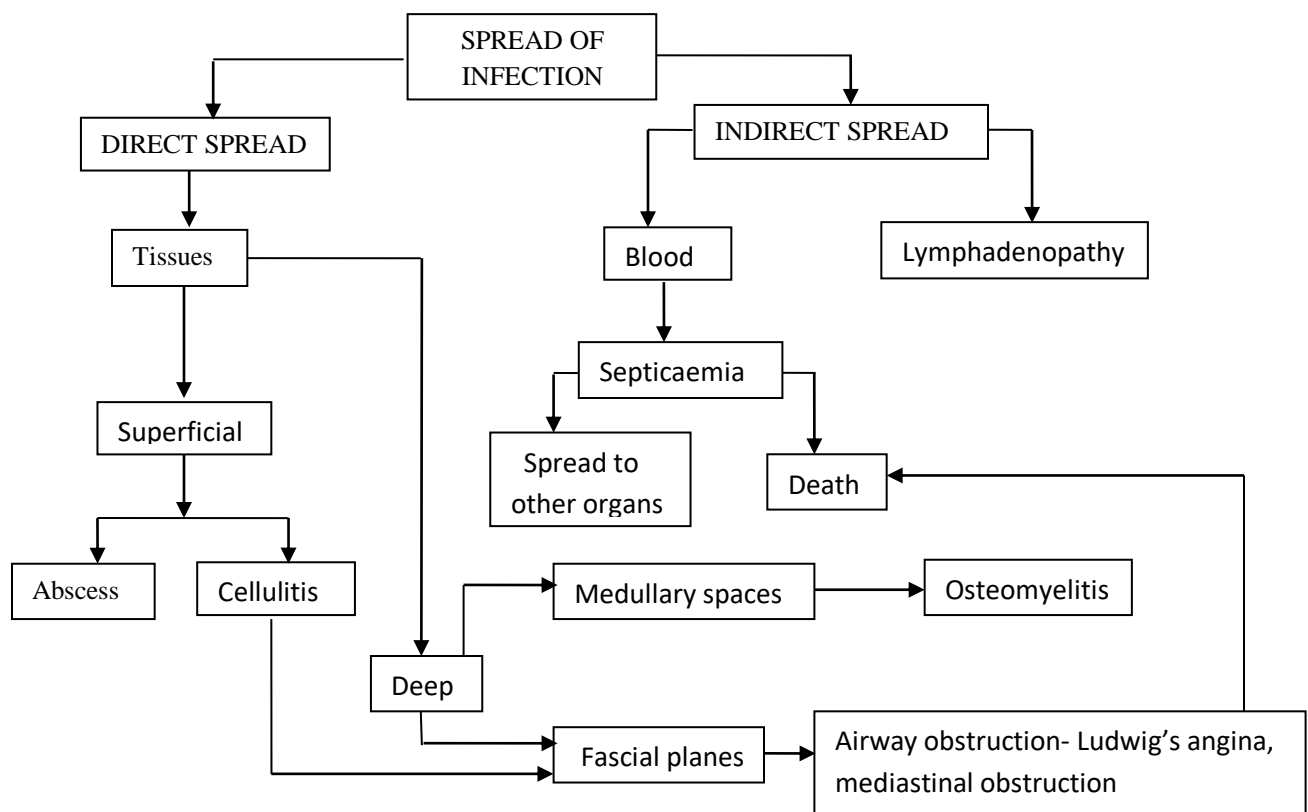 SPREAD OF
INFECTION
DIRECT SPREAD
INDIRECT SPREAD
Tissues
Blood
Lymphadenopathy
Septicaemia
Superficial
Spread to
other organs
Death
Abscess
Cellulitis
Medullary spaces
Osteomyelitis
Deep
Fascial planes
Airway obstruction- Ludwig’s angina,
mediastinal obstruction